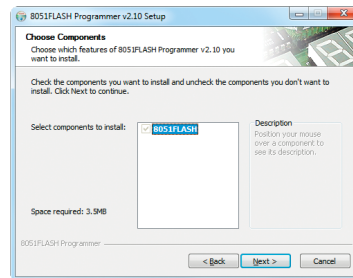 8051FLASH Programmer v2.10 Setup
Choose Components
Choose which features of 8051FLASH Programmer v2.10 you
want to install.
Check the components you want to install and uncheck the components you don't want to
install. Click Next to continue.
Select components to install:
8051FLASH
Description
Position your mouse
over a component to
see its description.
Space required: 3.5MB
8051FLASH Programmer
< Back
Next >
Cancel